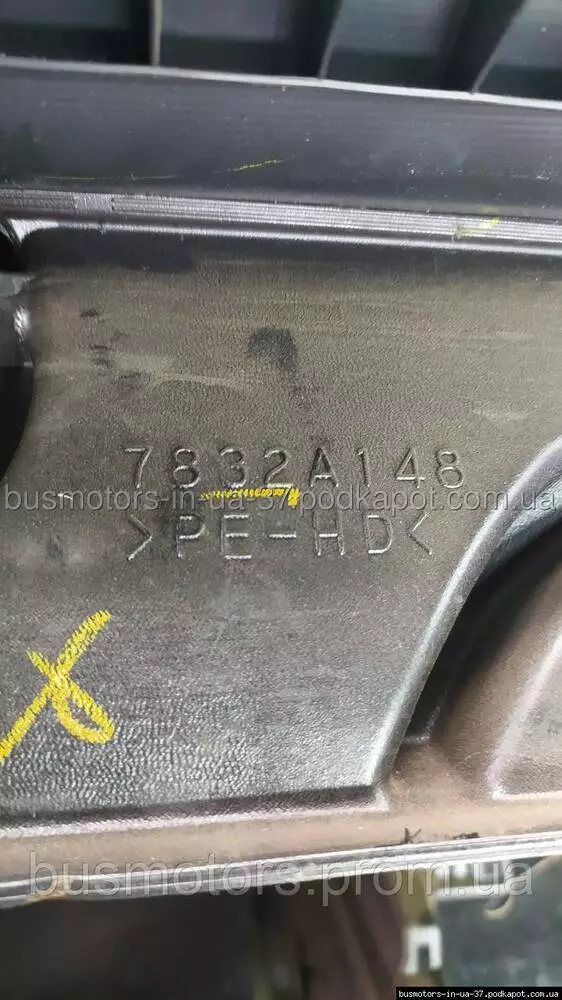 7832A148
busmotors-in-ua-37.podkapot.com.ua
>PE-HD<
busmotors.prom.ua
busmotors-in-ua-37.podkapot.com.ua